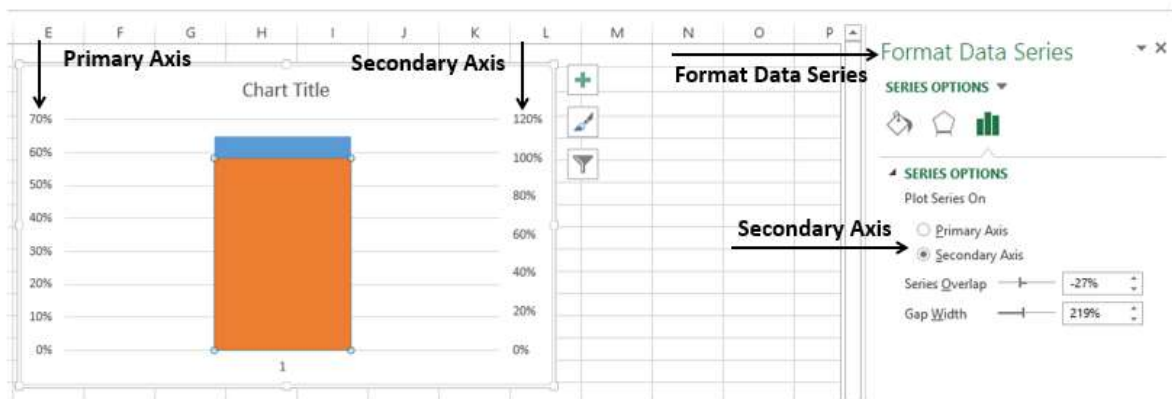 E F G H I J K L M N O P
Primary Axis
Secondary Axis
Format Data Series
Format Data Series
SERIES OPTIONS
Chart Title
70%
60%
50%
40%
30%
20%
10%
0%
120%
100%
80%
60%
40%
20%
0%
1
SERIES OPTIONS
Plot Series On
Secondary Axis
Primary Axis
Secondary Axis
Series Overlap -27%
Gap Width 219%